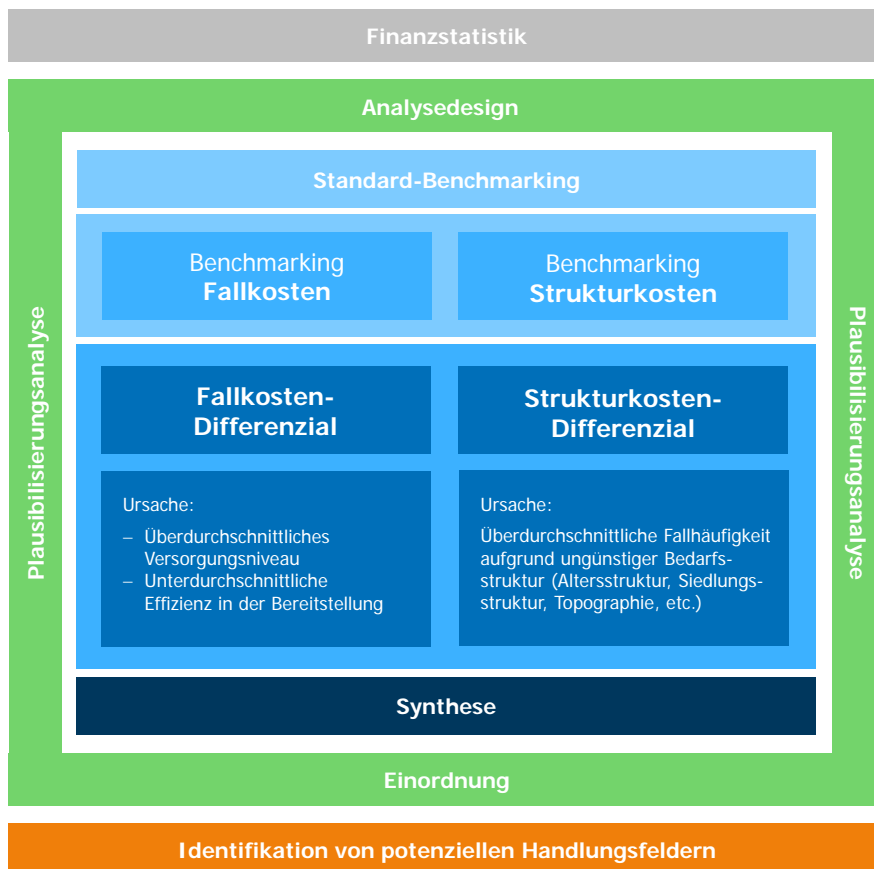 Finanzstatistik
Analysedesign
Plausibilisierungsanalyse
Standard-Benchmarking
Benchmarking
Fallkosten
Benchmarking
Strukturkosten
Fallkosten-
Differenzial
Strukturkosten-
Differenzial
Ursache:
– Überdurchschnittliches
Versorgungsniveau
– Unterdurchschnittliche
Effizienz in der Bereitstellung
Ursache:
Überdurchschnittliche Fallhäufigkeit
aufgrund ungünstiger Bedarfs-
struktur (Altersstruktur, Siedlungs-
struktur, Topographie, etc.)
Plausibilisierungsanalyse
Synthese
Einordnung
Identifikation von potenziellen Handlungsfeldern